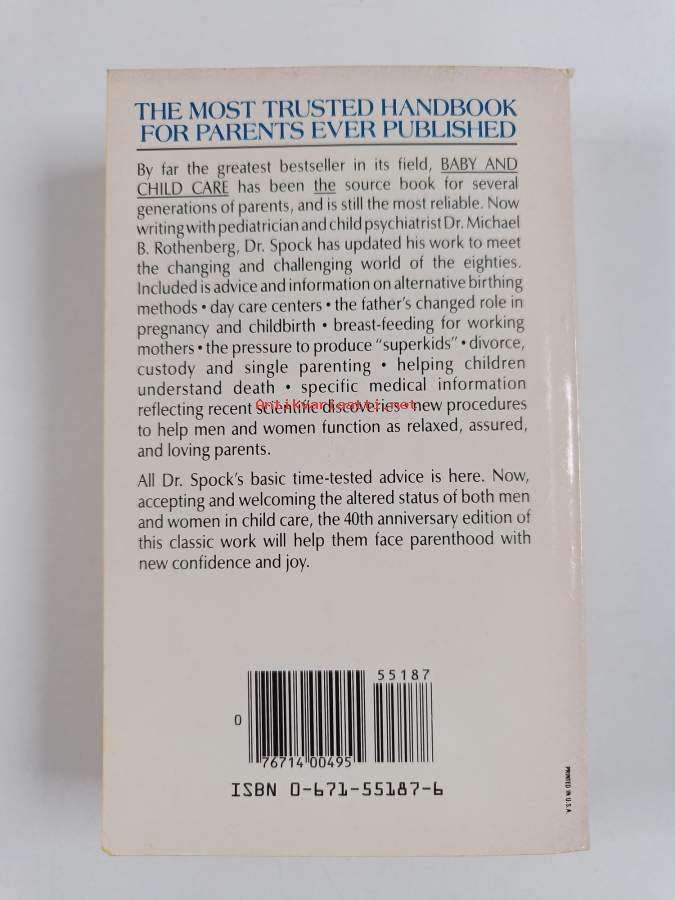 THE MOST TRUSTED HANDBOOK
FOR PARENTS EVER PUBLISHED
By far the greatest bestseller in its field, BABY AND
CHILD CARE has been the source book for several
generations of parents, and is still the most reliable. Now
writing with pediatrician and child psychiatrist Dr. Michael
B. Rothenberg, Dr. Spock has updated his work to meet
the changing and challenging world of the eighties.
Included is advice and information on alternative birthing
methods • day care centers • the father's changed role in
pregnancy and childbirth • breast-feeding for working
mothers • the pressure to produce "superkids" • divorce,
custody and single parenting • helping children
understand death • specific medical information
reflecting recent scientific discoveries • new procedures
Antikvariaatti.net
to help men and women function as relaxed, assured,
and loving parents.
All Dr. Spock's basic time-tested advice is here. Now,
accepting and welcoming the altered status of both men
and women in child care, the 40th anniversary edition of
this classic work will help them face parenthood with
new confidence and joy.
55187
0
76714 00495
ISBN 0-671-55187-6
PRINTED IN U.S.A.